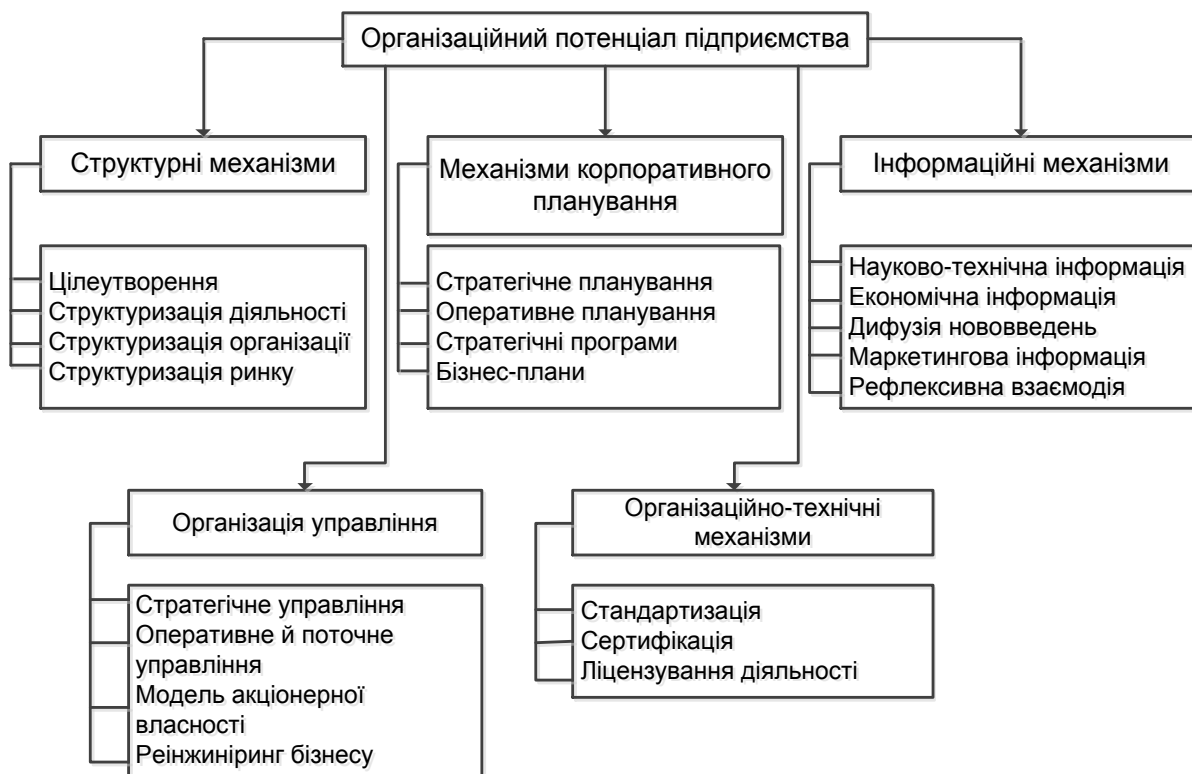 Організаційний потенціал підприємства
Структурні механізми
Цілеутворення
Структуризація діяльності
Структуризація організації
Структуризація ринку
Механізми корпоративного
планування
Стратегічне планування
Оперативне планування
Стратегічні програми
Бізнес-плани
Інформаційні механізми
Науково-технічна інформація
Економічна інформація
Дифузія нововведень
Маркетингова інформація
Рефлексивна взаємодія
Організація управління
Стратегічне управління
Оперативне й поточне
управління
Модель акціонерної
власності
Реінжиніринг бізнесу
Організаційно-технічні
механізми
Стандартизація
Сертифікація
Ліцензування діяльності